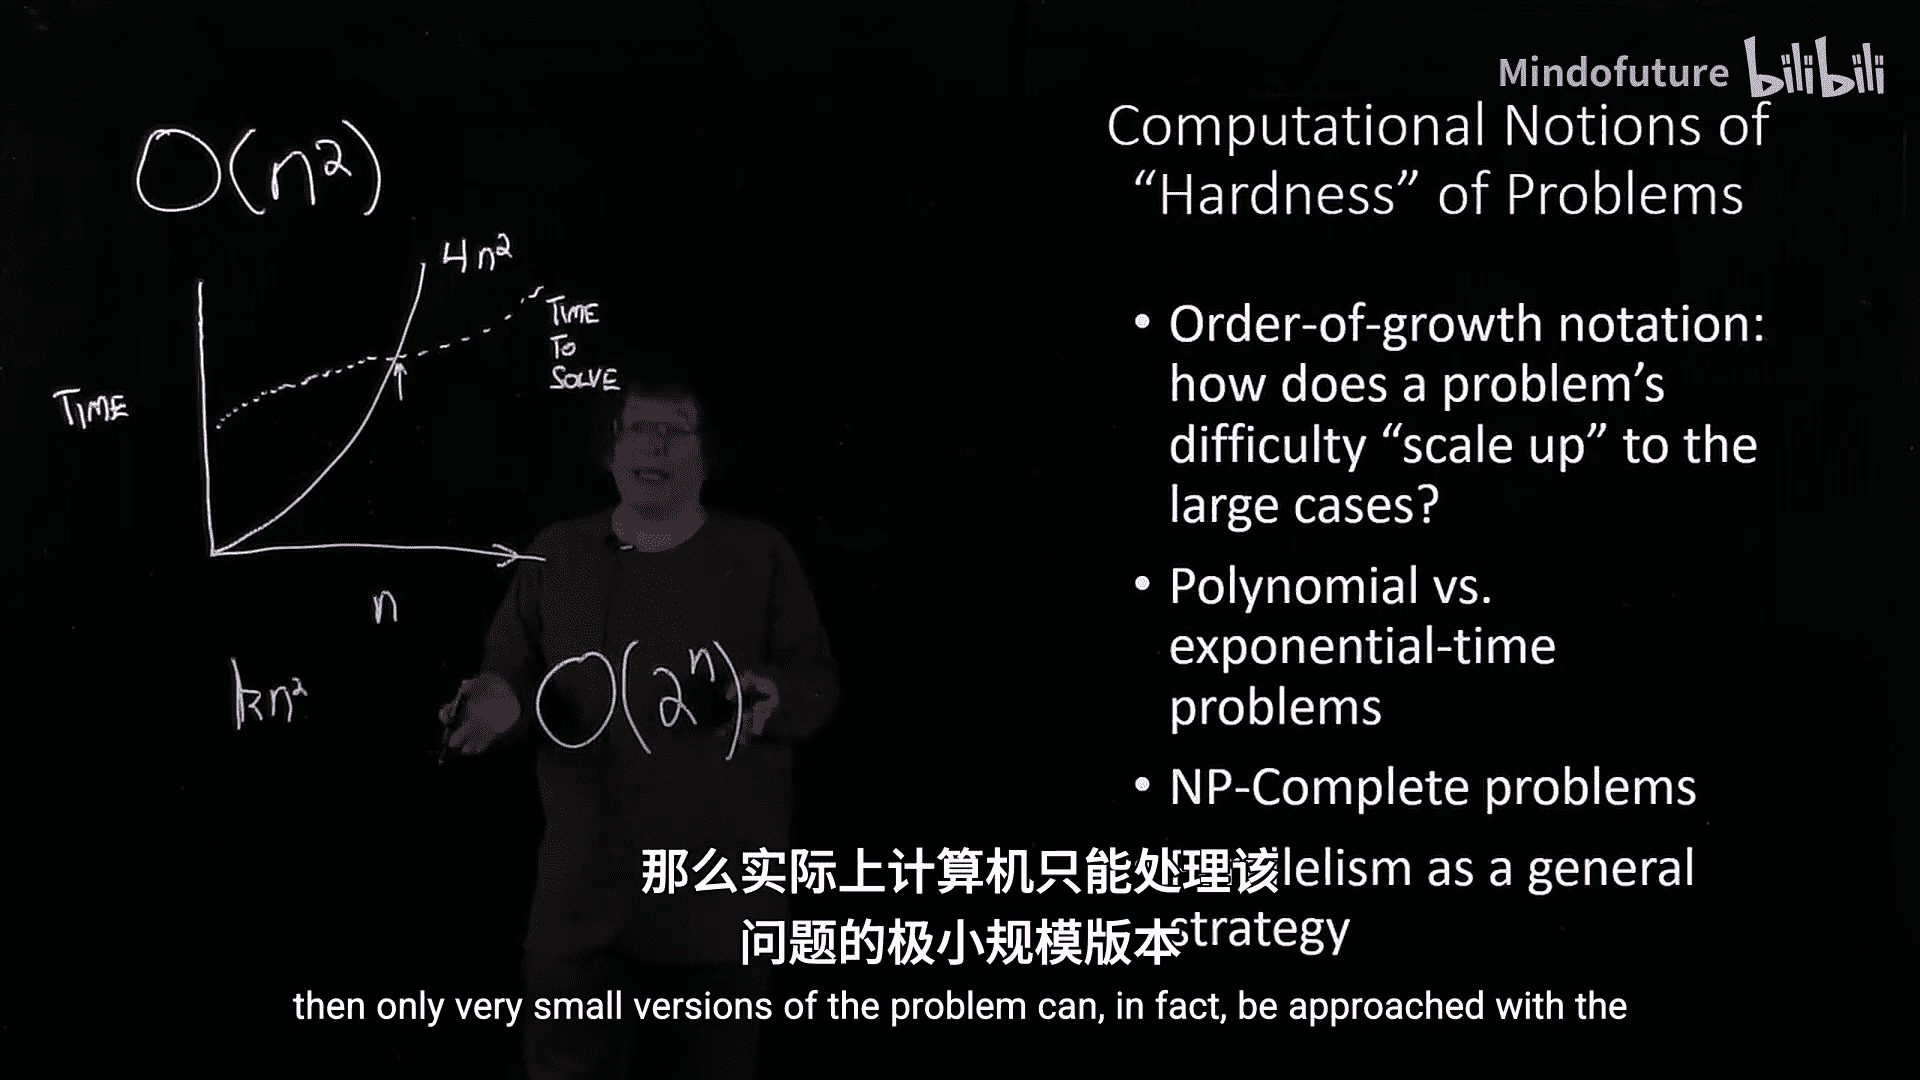 Mindofuture bilibili
Computational Notions of
“Hardness” of Problems
O(n²)
4n²
TIME
TO
SOLVE
TIME
n
kn²
O(2ⁿ)
• Order-of-growth notation:
how does a problem’s
difficulty “scale up” to the
large cases?
• Polynomial vs.
exponential-time
problems
• NP-Complete problems
as a general
strategy
那么实际上计算机只能处理该
问题的极小规模版本
then only very small versions of the problem can, in fact, be approached with the